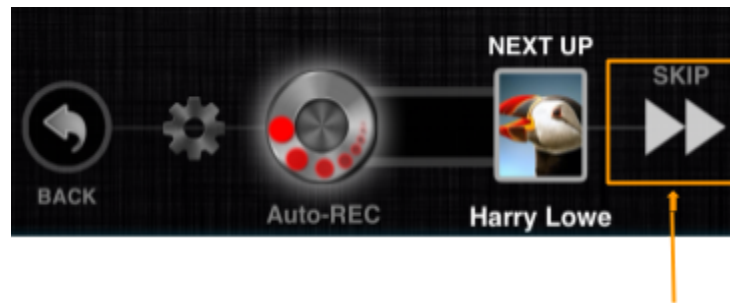 NEXT UP
SKIP
BACK
Auto-REC
Harry Lowe